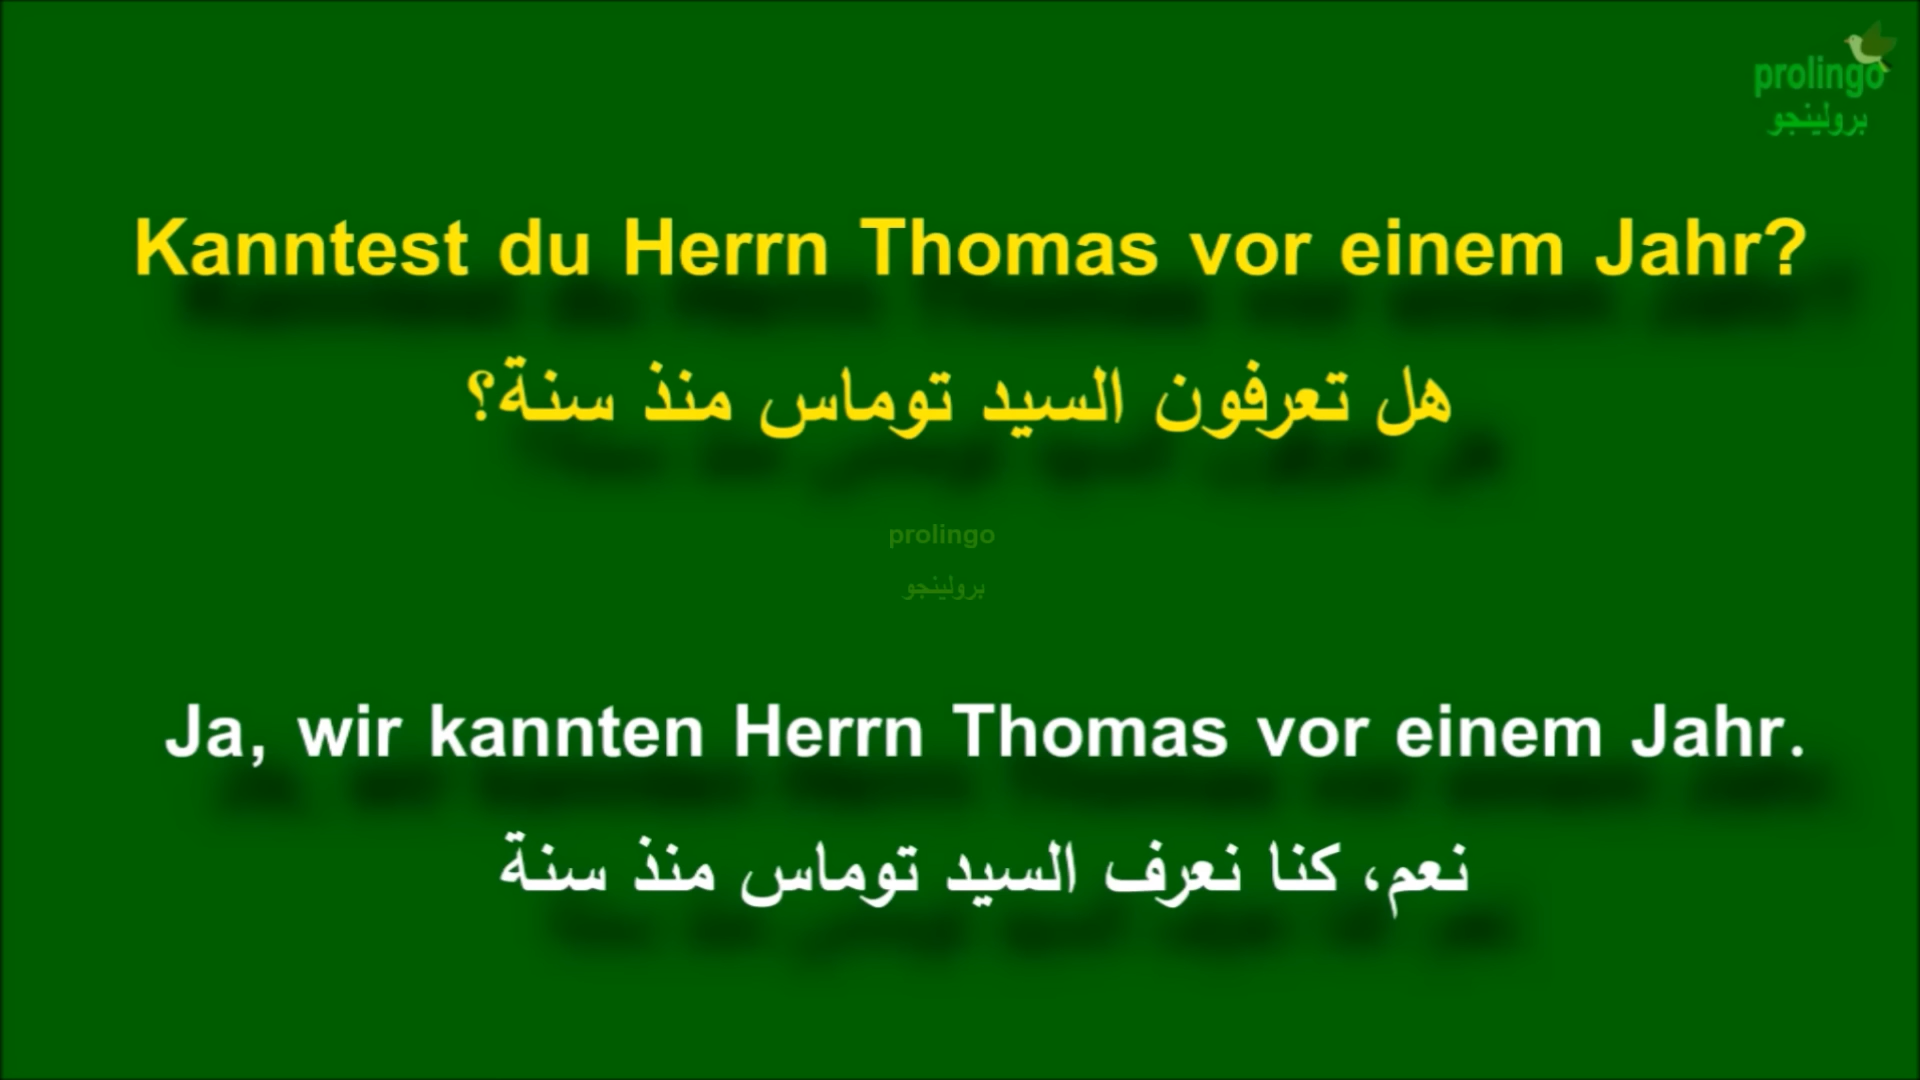 prolingo
برولينجو
Kanntest du Herrn Thomas vor einem Jahr?
هل تعرفون السيد توماس منذ سنة؟
prolingo
برولينجو
Ja, wir kannten Herrn Thomas vor einem Jahr.
نعم، كنا نعرف السيد توماس منذ سنة